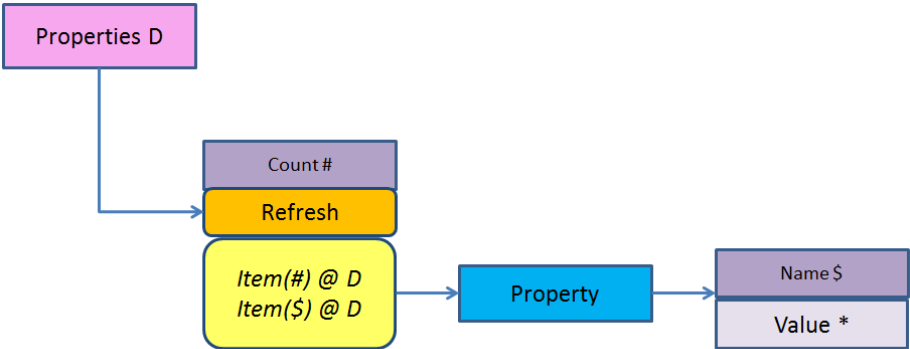 Properties D
Count #
Refresh
Item(#) @ D
Item($) @ D
Property
Name $
Value *